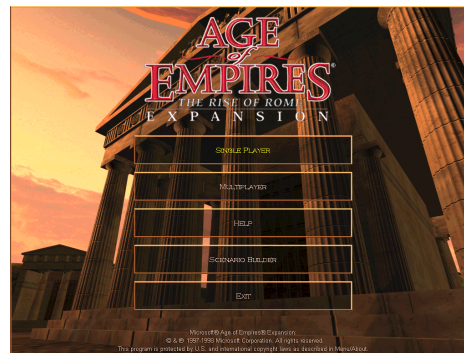 AGE
of
EMPIRES®
THE RISE OF ROME
EXPANSION
SINGLE PLAYER
MULTIPLAYER
HELP
SCENARIO BUILDER
EXIT
Microsoft® Age of Empires® Expansion.
© & ℗ 1997-1998 Microsoft Corporation. All rights reserved.
This program is protected by U.S. and international copyright laws as described in Menu/About.